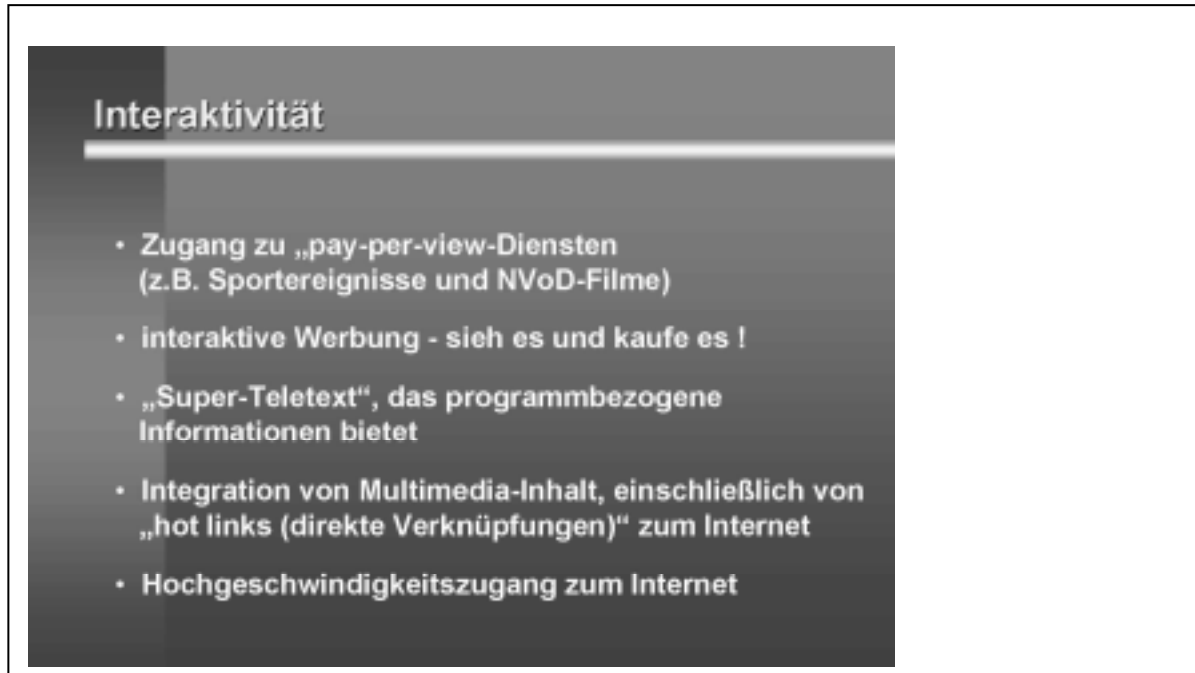 Interaktivität
• Zugang zu „pay-per-view-Diensten
(z.B. Sportereignisse und NVoD-Filme)
• interaktive Werbung - sieh es und kaufe es !
• „Super-Teletext“, das programmbezogene
Informationen bietet
• Integration von Multimedia-Inhalt, einschließlich von
„hot links (direkte Verknüpfungen)“ zum Internet
• Hochgeschwindigkeitszugang zum Internet